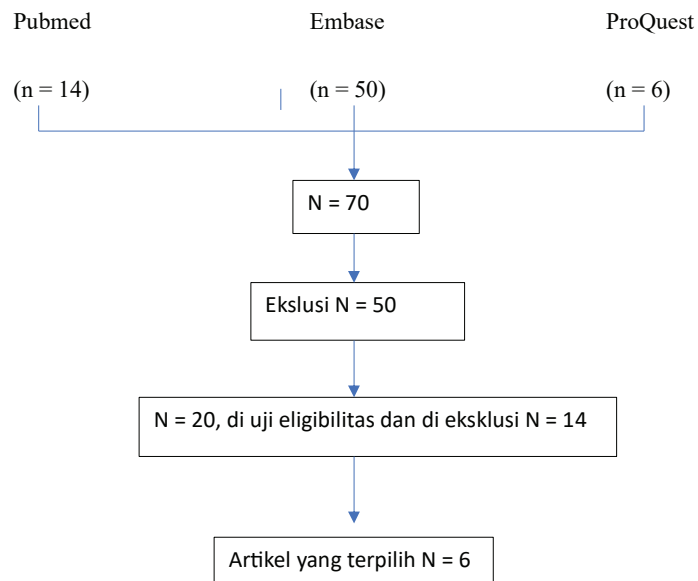 Pubmed Embase ProQuest
(n = 14) (n = 50) (n = 6)
N = 70
Ekslusi N = 50
N = 20, di uji eligibilitas dan di eksklusi N = 14
Artikel yang terpilih N = 6